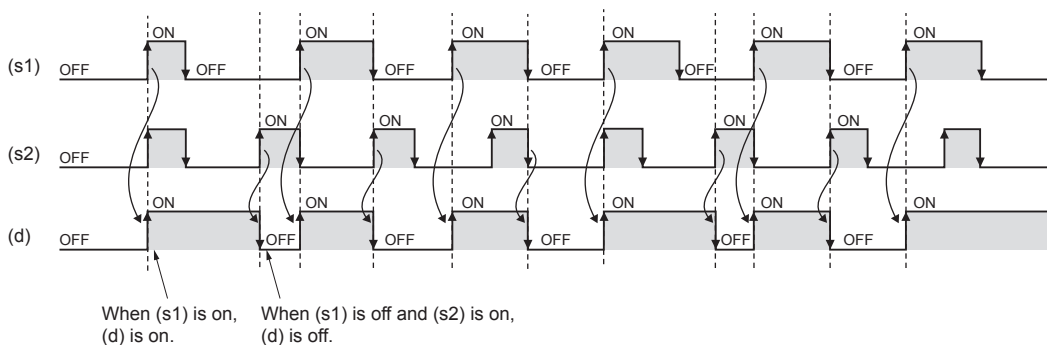 ON ON ON ON ON ON
(s1) OFF OFF OFF OFF OFF OFF
ON ON ON ON ON
(s2) OFF
ON ON ON ON ON ON
(d) OFF OFF OFF OFF OFF OFF
When (s1) is on,
(d) is on.
When (s1) is off and (s2) is on,
(d) is off.